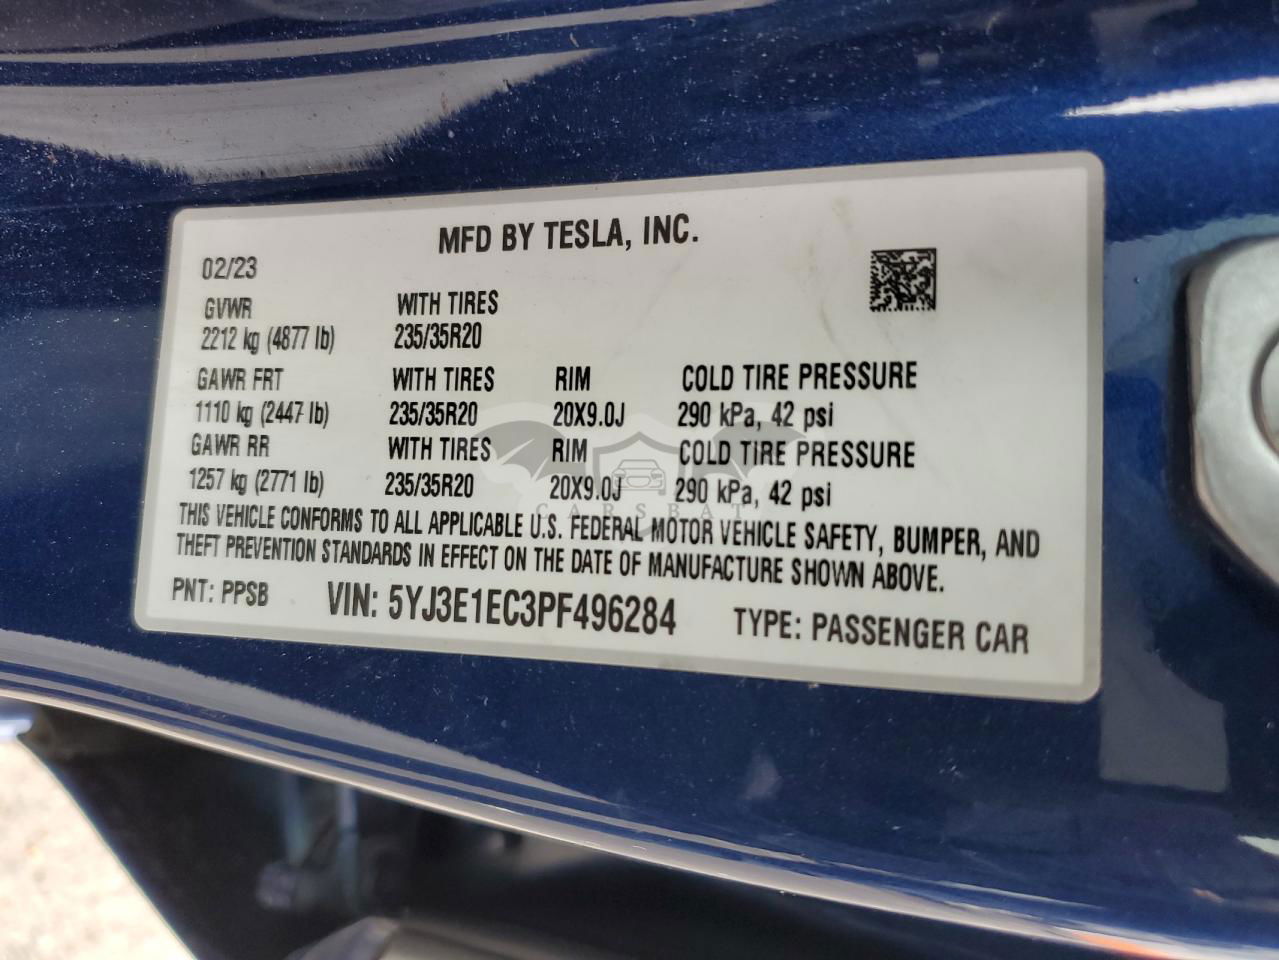 MFD BY TESLA, INC.
02/23
GVWR WITH TIRES
2212 kg (4877 lb) 235/35R20
GAWR FRT WITH TIRES RIM COLD TIRE PRESSURE
1110 kg (2447 lb) 235/35R20 20X9.0J 290 kPa, 42 psi
GAWR RR WITH TIRES RIM COLD TIRE PRESSURE
1257 kg (2771 lb) 235/35R20 20X9.0J 290 kPa, 42 psi
CARSBAT
THIS VEHICLE CONFORMS TO ALL APPLICABLE U.S. FEDERAL MOTOR VEHICLE SAFETY, BUMPER, AND
THEFT PREVENTION STANDARDS IN EFFECT ON THE DATE OF MANUFACTURE SHOWN ABOVE.
PNT: PPSB VIN: 5YJ3E1EC3PF496284 TYPE: PASSENGER CAR